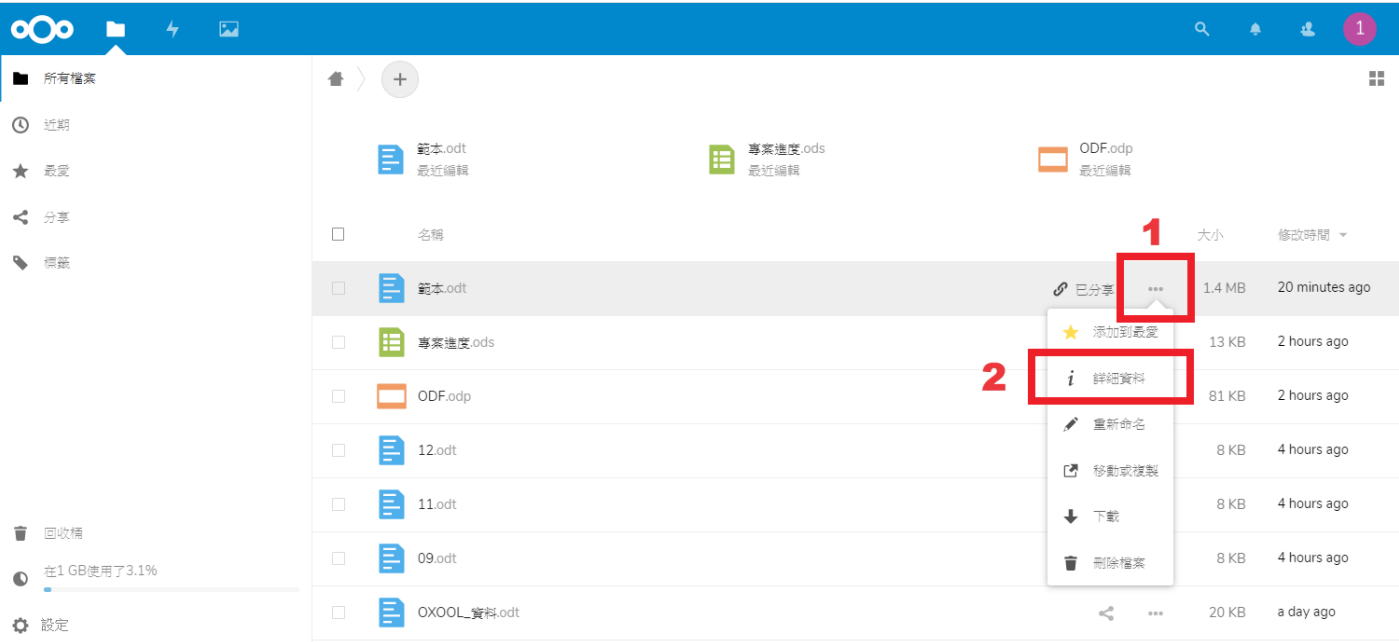 1
所有檔案
近期
最愛
分享
標籤
範本.odt
最近編輯
專案進度.ods
最近編輯
ODF.odp
最近編輯
1
名稱 大小 修改時間
範本.odt 已分享 1.4 MB 20 minutes ago
添加到最愛
專案進度.ods 13 KB 2 hours ago
2
詳細資料
ODF.odp 81 KB 2 hours ago
重新命名
12.odt 8 KB 4 hours ago
移動或複製
11.odt 8 KB 4 hours ago
下載
09.odt 8 KB 4 hours ago
刪除檔案
OXOOL_資料.odt 20 KB a day ago
回收桶
在1 GB使用了3.1%
設定